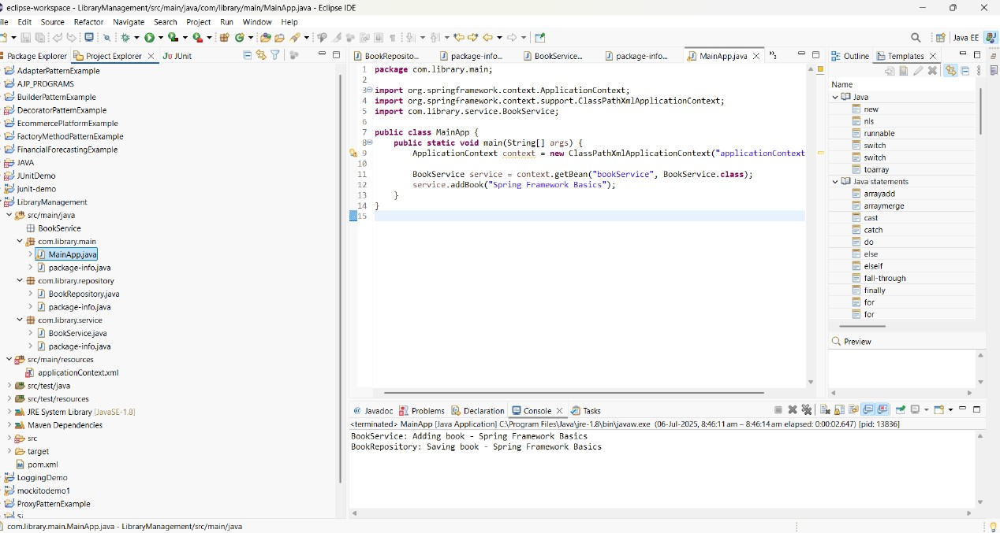 eclipse-workspace - LibraryManagement/src/main/java/com/library/main/MainApp.java - Eclipse IDE
ile Edit Source Refactor Navigate Search Project Run Window Help
Java EE
Package Explorer Project Explorer JUnit
AdapterPatternExample
AJP_PROGRAMS
BuilderPatternExample
DecoratorPatternExample
EcommercePlatformExample
FactoryMethodPatternExample
FinancialForecastingExample
JAVA
JUnitDemo
junit-demo
LibraryManagement
src/main/java
BookService
com.library.main
MainApp.java
package-info.java
com.library.repository
BookRepository.java
package-info.java
com.library.service
BookService.java
package-info.java
src/main/resources
applicationContext.xml
src/test/java
src/test/resources
JRE System Library [JavaSE-1.8]
Maven Dependencies
src
target
pom.xml
LoggingDemo
mockitodemo1
ProxyPatternExample
BookReposito... package-info... BookService... package-info... MainApp.java »3
1 package com.library.main;
2
3 import org.springframework.context.ApplicationContext;
4 import org.springframework.context.support.ClassPathXmlApplicationContext;
5 import com.library.service.BookService;
6
7 public class MainApp {
8 public static void main(String[] args) {
9 ApplicationContext context = new ClassPathXmlApplicationContext("applicationContext
10
11 BookService service = context.getBean("bookService", BookService.class);
12 service.addBook("Spring Framework Basics");
13 }
14 }
15
Outline Templates
Name
Java
new
nls
runnable
switch
switch
toarray
Java statements
arrayadd
arraymerge
cast
catch
do
else
elseif
fall-through
finally
for
for
Preview
@ Javadoc Problems Declaration Console Tasks
<terminated> MainApp [Java Application] C:\Program Files\Java\jre-1.8\bin\javaw.exe (06-Jul-2025, 8:46:11 am – 8:46:14 am elapsed: 0:00:02.647) [pid: 13836]
BookService: Adding book - Spring Framework Basics
BookRepository: Saving book - Spring Framework Basics
com.library.main.MainApp.java - LibraryManagement/src/main/java